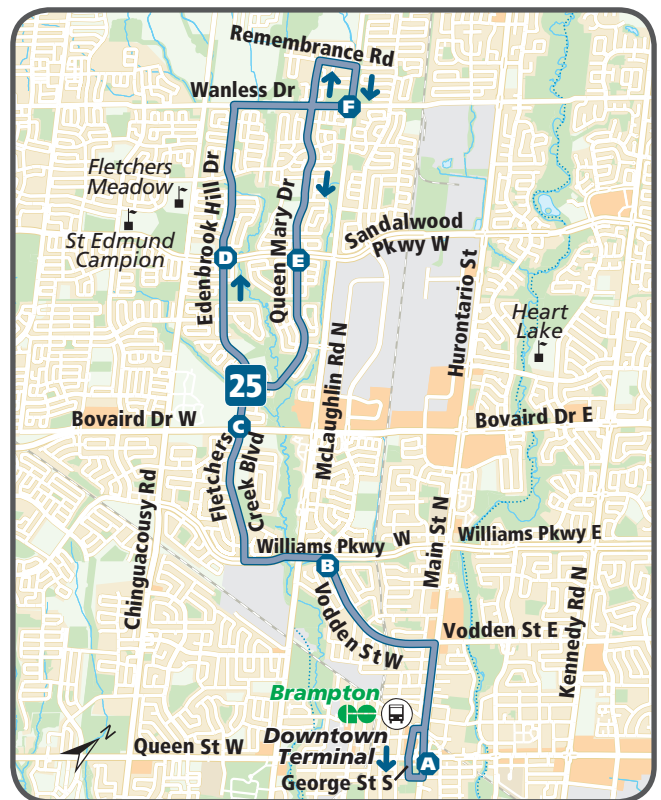 Remembrance Rd
Wanless Dr
F
Fletchers
Meadow
St Edmund
Campion
Edenbrook Hill Dr
Queen Mary Dr
Sandalwood
Pkwy W
D
E
Hurontario St
Heart
Lake
25
McLaughlin Rd N
Bovaird Dr W
Bovaird Dr E
C
Fletchers
Creek Blvd
Chinguacousy Rd
Williams Pkwy W
Williams Pkwy E
B
Main St N
Vodden St W
Vodden St E
Kennedy Rd N
Brampton
GO
Downtown
Terminal
N
Queen St W
A
George St S